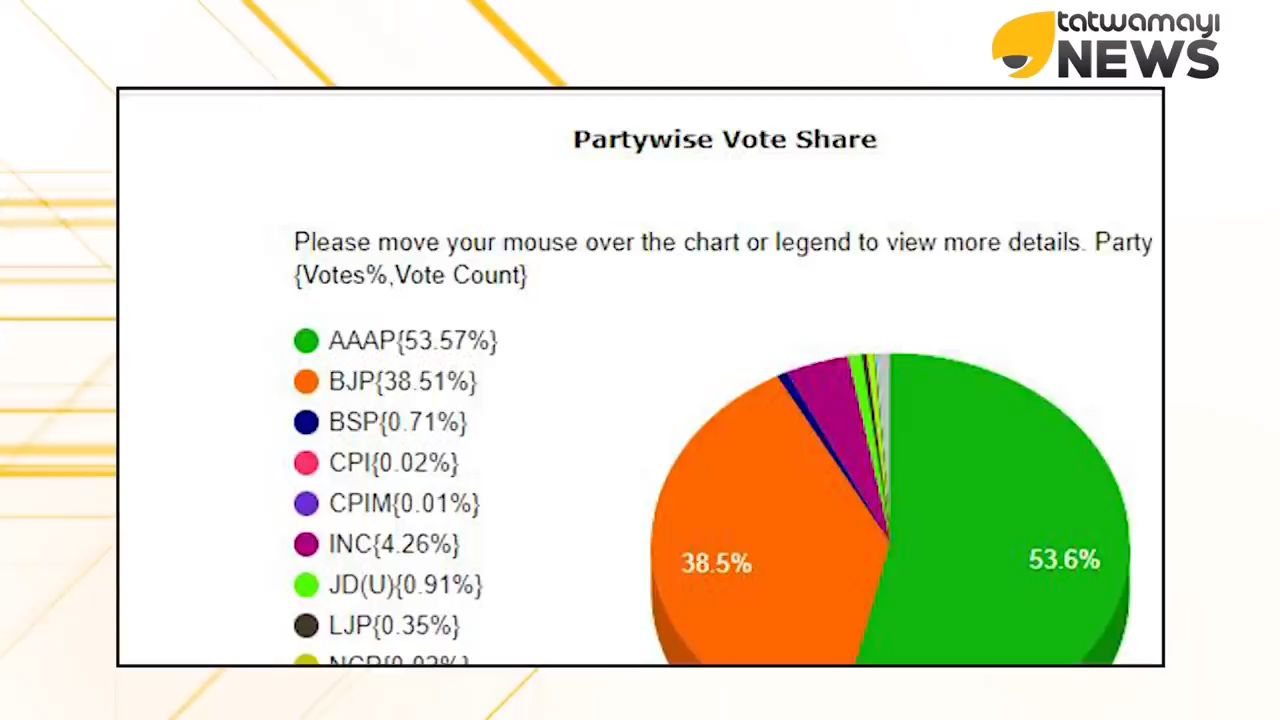 tatwamayi
NEWS
Partywise Vote Share
Please move your mouse over the chart or legend to view more details. Party
{Votes%,Vote Count}
AAAP{53.57%}
BJP{38.51%}
BSP{0.71%}
CPI{0.02%}
CPIM{0.01%}
INC{4.26%}
JD(U){0.91%}
LJP{0.35%}
38.5%
53.6%